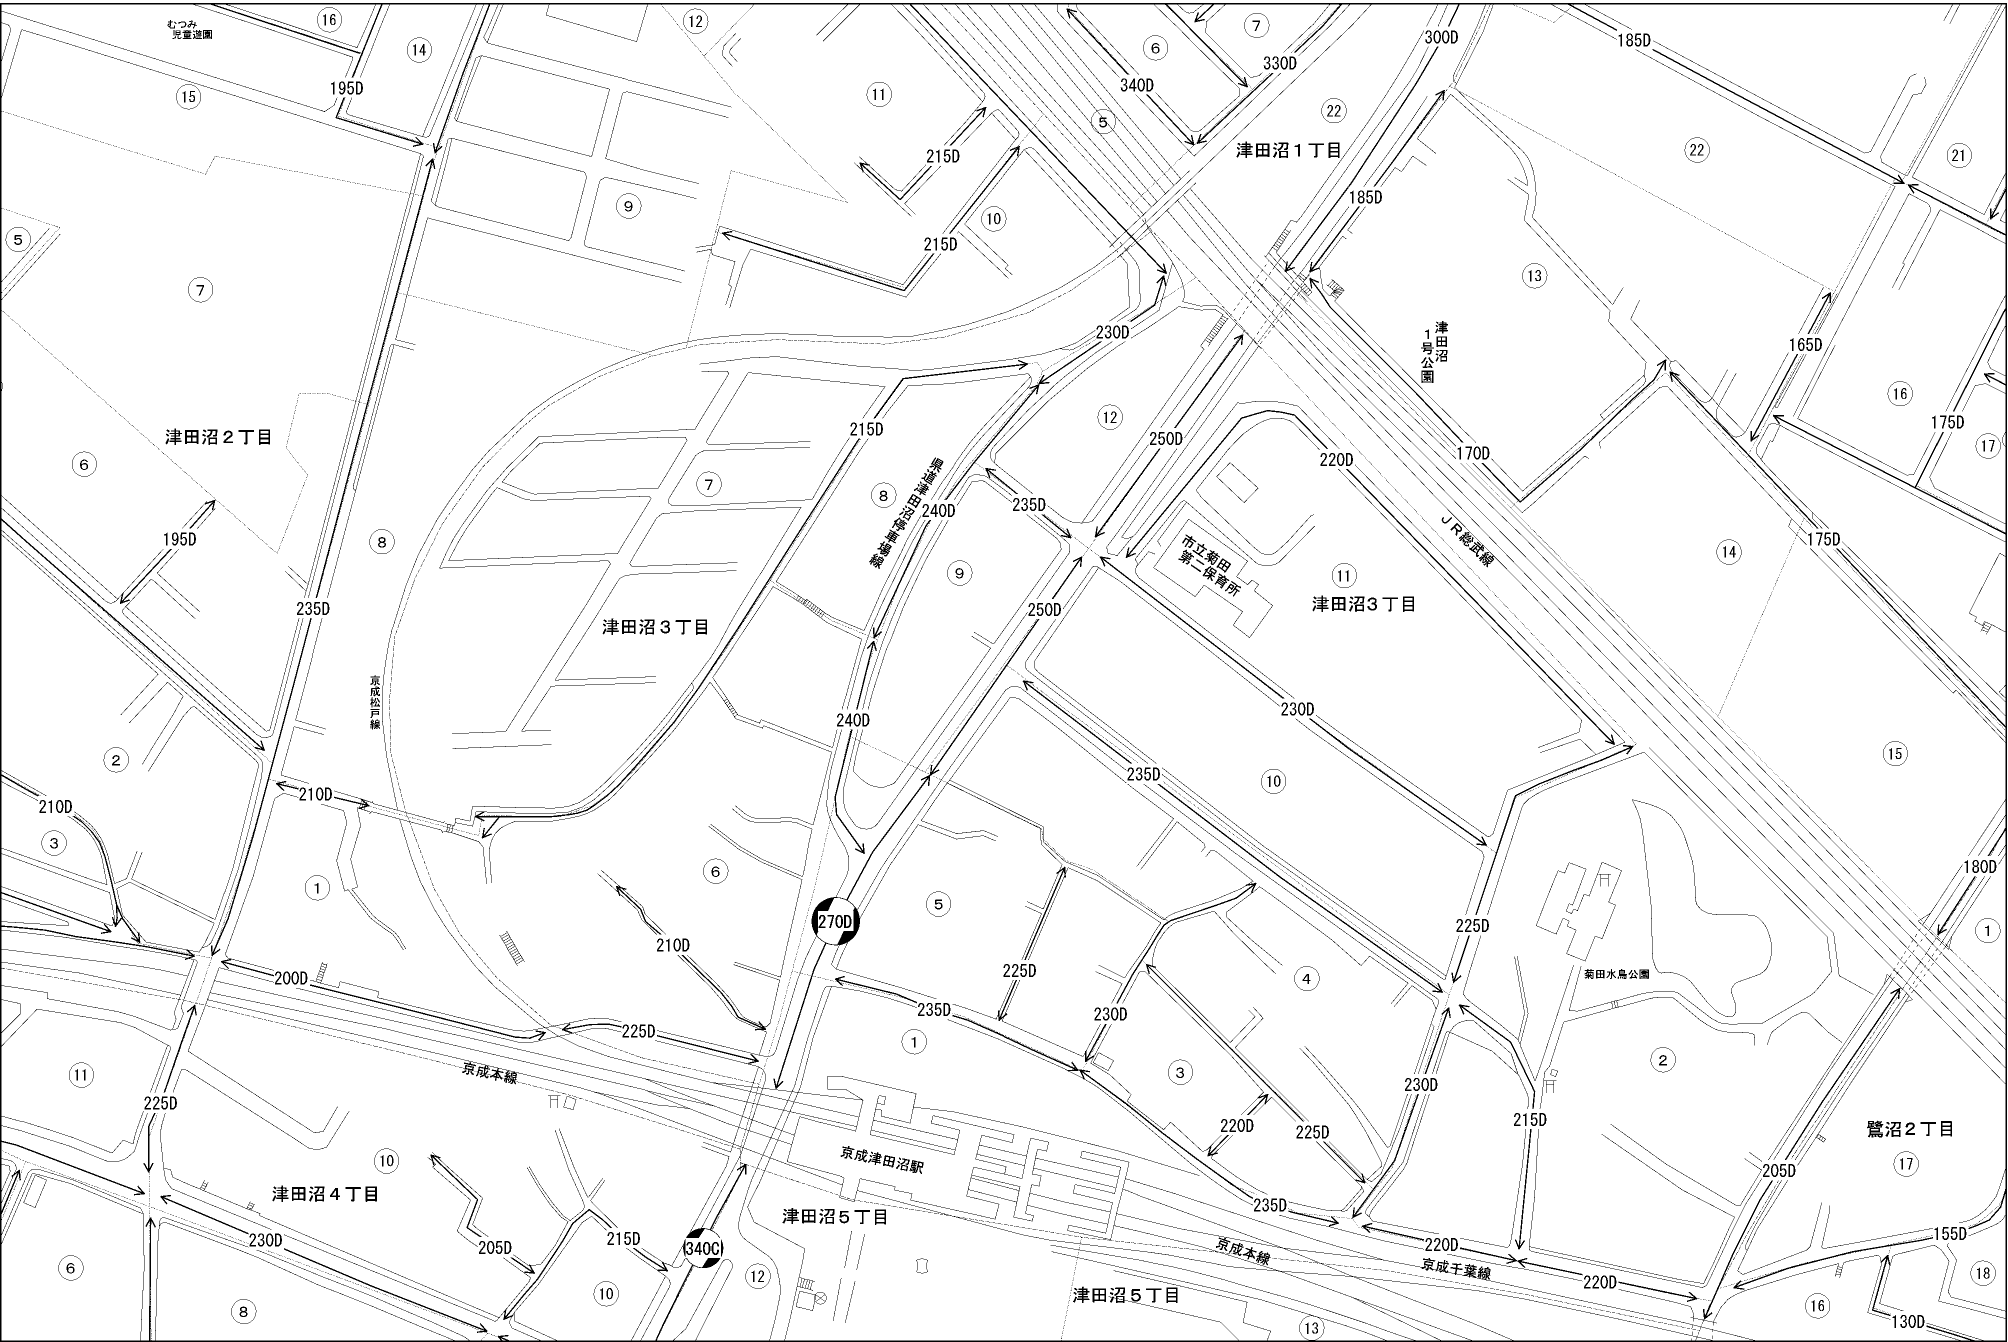 むつみ
児童遊園
16
14
12
7
6
330D
300D
185D
195D
340D
15
11
5
22
22
21
215D
津田沼１丁目
9
10
185D
5
215D
7
13
230D
津田沼
１号公園
165D
16
12
175D
215D
津田沼２丁目
250D
17
6
220D
170D
7
8
235D
240D
県道津田沼停車場線
JR総武線
195D
8
市立菊田
第二保育所
175D
14
9
11
235D
250D
津田沼３丁目
津田沼３丁目
京成松戸線
240D
230D
2
15
235D
10
210D
210D
3
180D
1
6
5
270D
225D
1
210D
225D
4
菊田水鳥公園
200D
235D
230D
225D
1
京成本線
2
11
3
230D
225D
215D
220D
225D
鷺沼２丁目
10
京成津田沼駅
17
205D
津田沼４丁目
235D
津田沼５丁目
230D
205D
215D
340C
220D
155D
京成本線
京成千葉線
6
12
220D
18
10
津田沼５丁目
8
16
13
130D